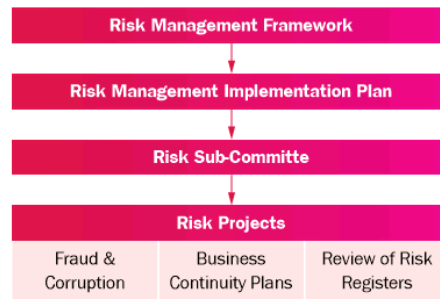 Risk Management Framework
Risk Management Implementation Plan
Risk Sub-Committe
Risk Projects
Fraud &
Corruption
Business
Continuity Plans
Review of Risk
Registers